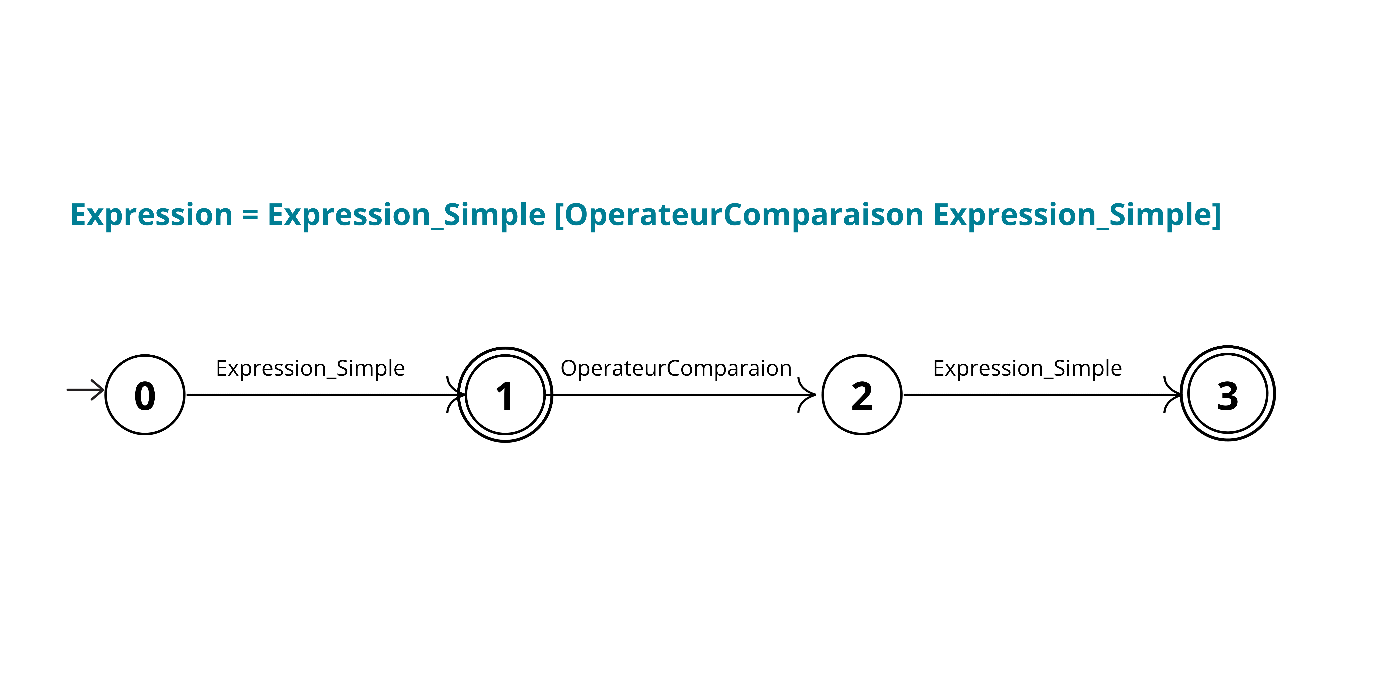 Expression = Expression_Simple [OperateurComparaison Expression_Simple]
Expression_Simple OperateurComparaion Expression_Simple
0 1 2 3